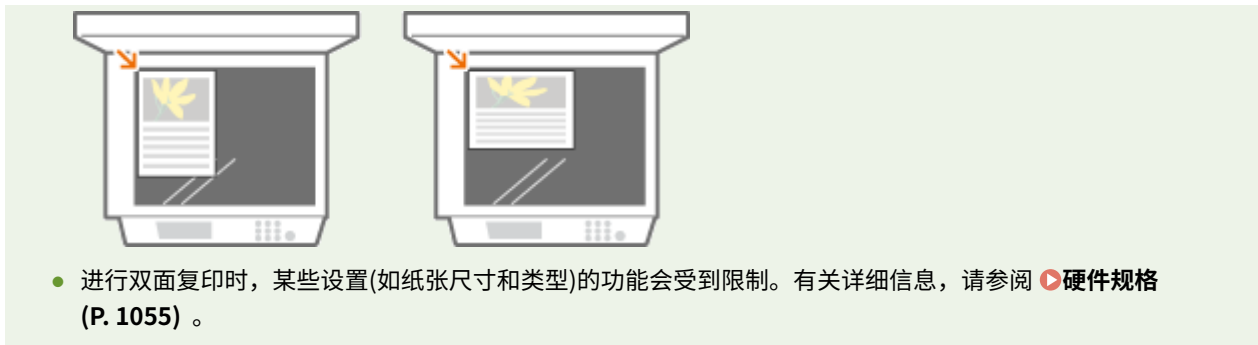 ● 进行双面复印时，某些设置(如纸张尺寸和类型)的功能会受到限制。有关详细信息，请参阅 硬件规格
(P. 1055) 。